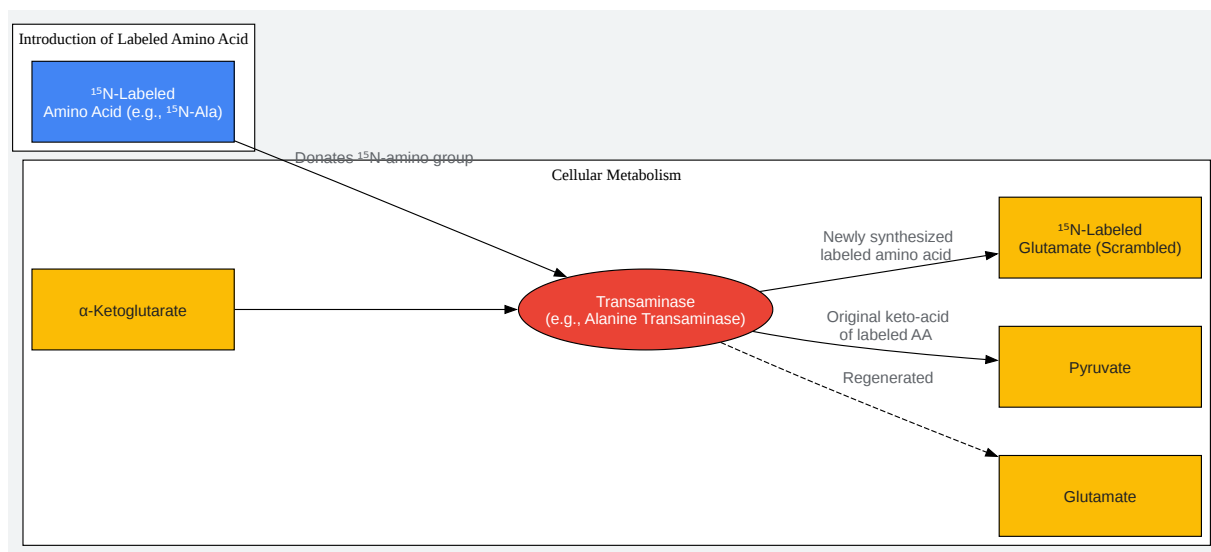 Introduction of Labeled Amino Acid
¹⁵N-Labeled
Amino Acid (e.g., ¹⁵N-Ala)
Donates ¹⁵N-amino group
Cellular Metabolism
α-Ketoglutarate
Transaminase
(e.g., Alanine Transaminase)
Newly synthesized
labeled amino acid
¹⁵N-Labeled
Glutamate (Scrambled)
Original keto-acid
of labeled AA
Pyruvate
Regenerated
Glutamate